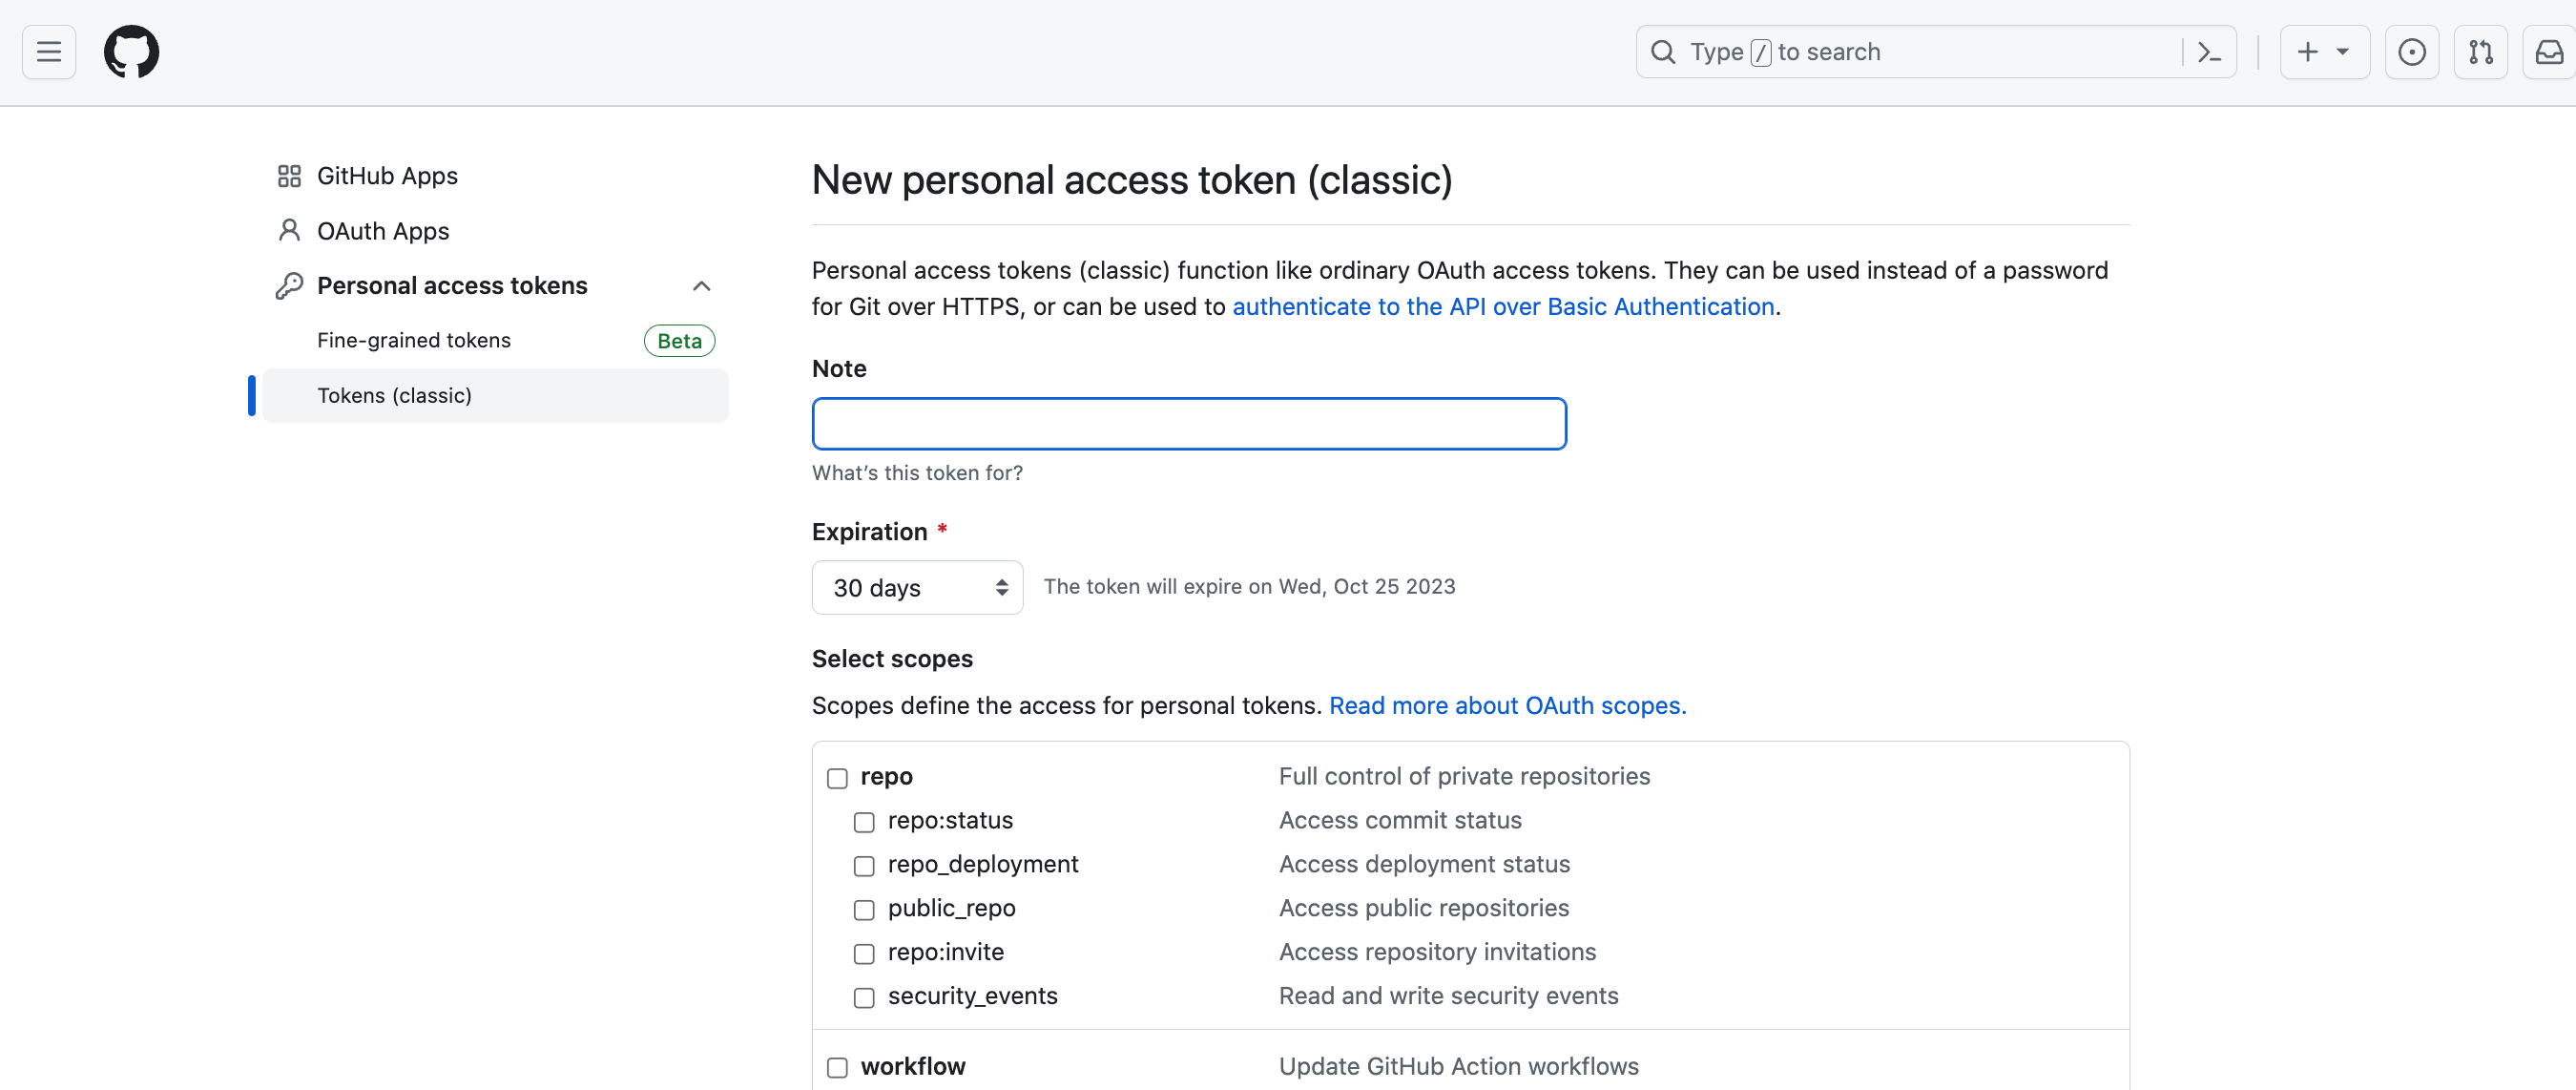 Type / to search
GitHub Apps
OAuth Apps
Personal access tokens
Fine-grained tokens Beta
Tokens (classic)
New personal access token (classic)
Personal access tokens (classic) function like ordinary OAuth access tokens. They can be used instead of a password
for Git over HTTPS, or can be used to authenticate to the API over Basic Authentication.
Note
What's this token for?
Expiration *
30 days The token will expire on Wed, Oct 25 2023
Select scopes
Scopes define the access for personal tokens. Read more about OAuth scopes.
repo Full control of private repositories
repo:status Access commit status
repo_deployment Access deployment status
public_repo Access public repositories
repo:invite Access repository invitations
security_events Read and write security events
workflow Update GitHub Action workflows